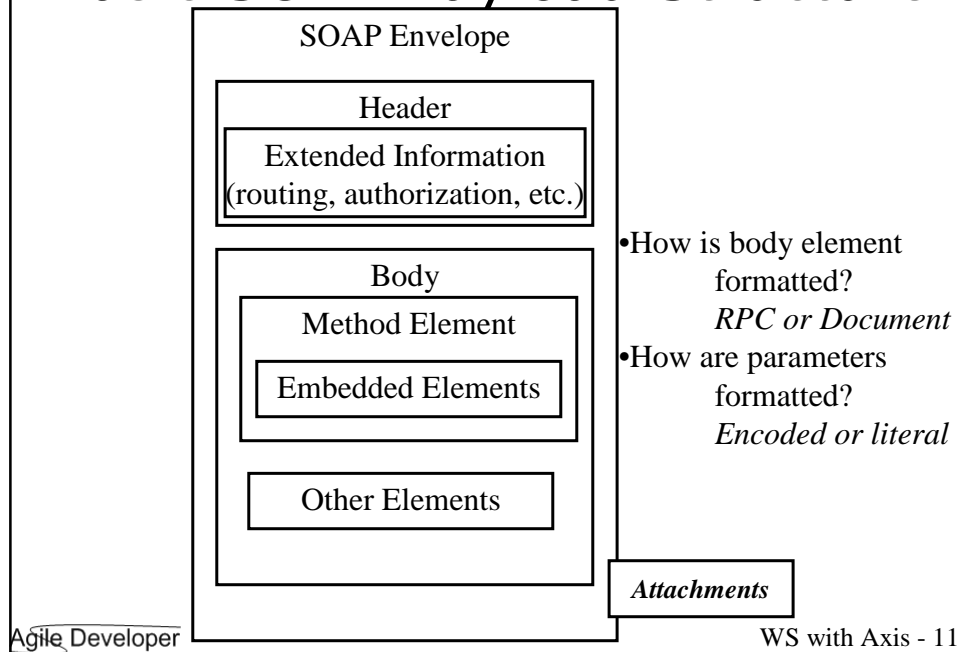 SOAP Envelope
Header
Extended Information
(routing, authorization, etc.)
Body
Method Element
Embedded Elements
Other Elements
•How is body element
formatted?
RPC or Document
•How are parameters
formatted?
Encoded or literal
Attachments
Agile Developer
WS with Axis - 11